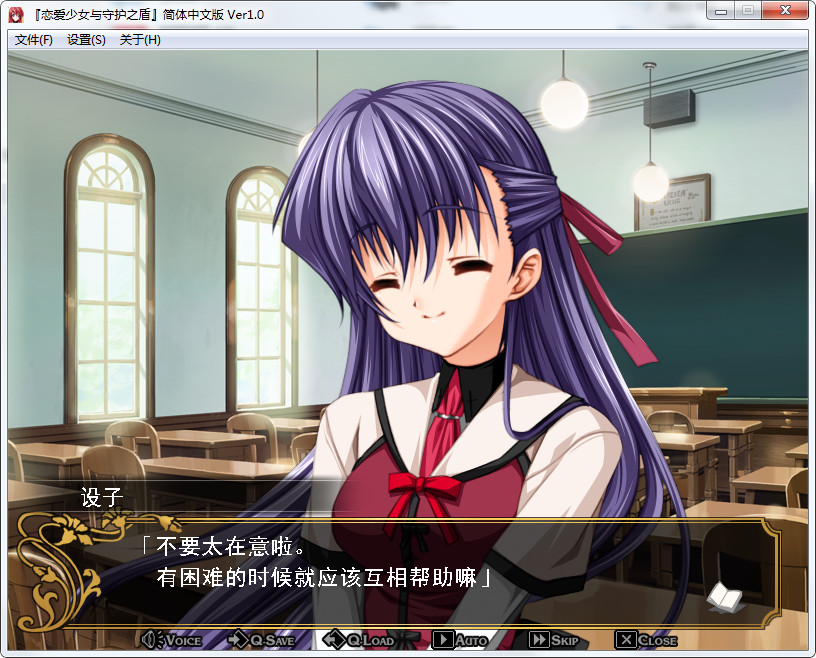 『恋爱少女与守护之盾』简体中文版 Ver1.0
文件(F) 设置(S) 关于(H)
设子
「不要太在意啦。
有困难的时候就应该互相帮助嘛」
VOICE Q·SAVE Q·LOAD AUTO SKIP CLOSE